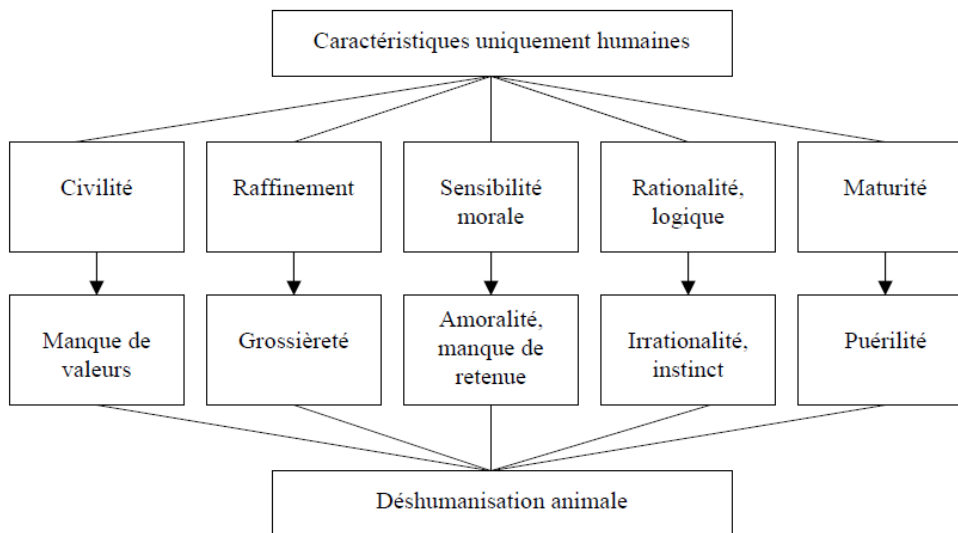 Caractéristiques uniquement humaines
Civilité
Raffinement
Sensibilité
morale
Rationalité,
logique
Maturité
Manque de
valeurs
Grossièreté
Amoralité,
manque de
retenue
Irrationalité,
instinct
Puérilité
Déshumanisation animale